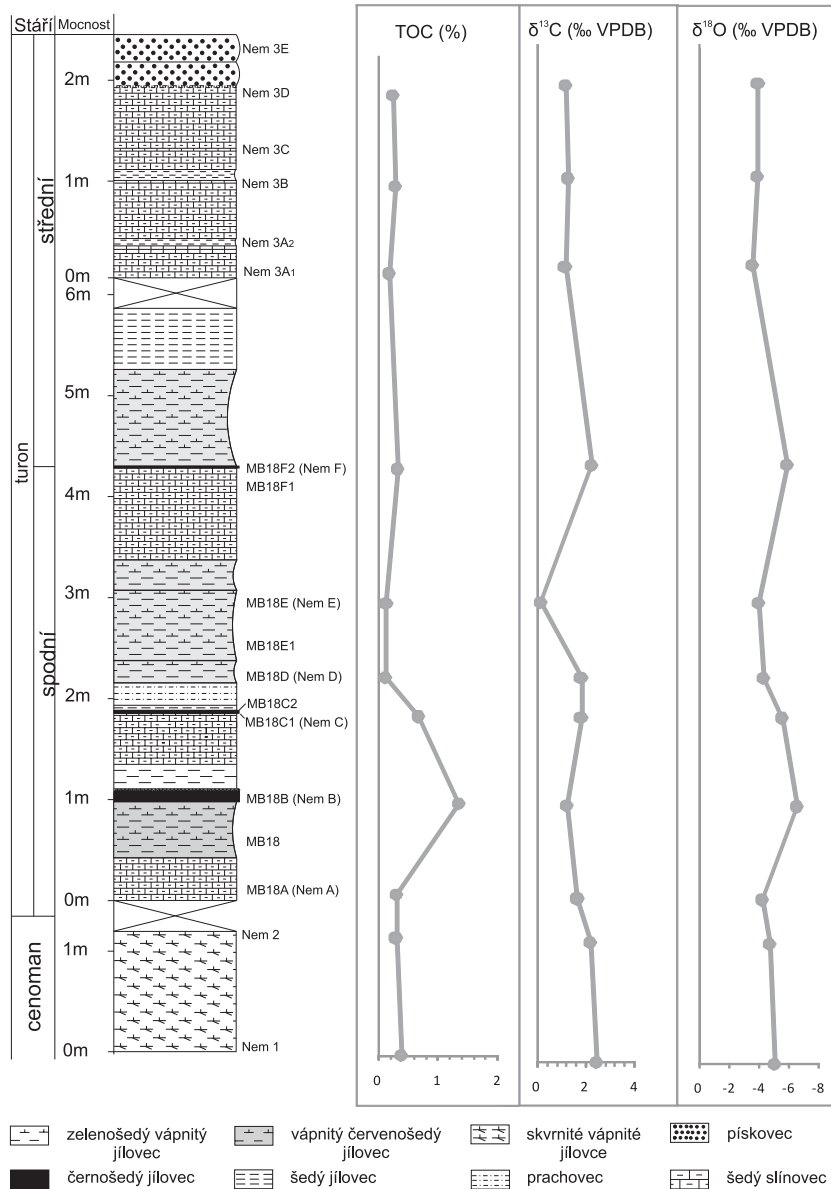 Stáří
Mocnost
TOC (%)
δ¹³C (‰ VPDB)
δ¹⁸O (‰ VPDB)
turon
střední
spodní
cenoman
2m
1m
0m
6m
5m
4m
3m
2m
1m
0m
1m
0m
Nem 3E
Nem 3D
Nem 3C
Nem 3B
Nem 3A₂
Nem 3A₁
MB18F2 (Nem F)
MB18F1
MB18E (Nem E)
MB18E1
MB18D (Nem D)
MB18C2
MB18C1 (Nem C)
MB18B (Nem B)
MB18
MB18A (Nem A)
Nem 2
Nem 1
0 1 2
0 4
0 -2 -4 -6 -8
zelenošedý vápnitý
jílovec
vápnitý červenošedý
jílovec
skvrnité vápnité
jílovce
pískovec
černošedý jílovec
šedý jílovec
prachovec
šedý slínovec